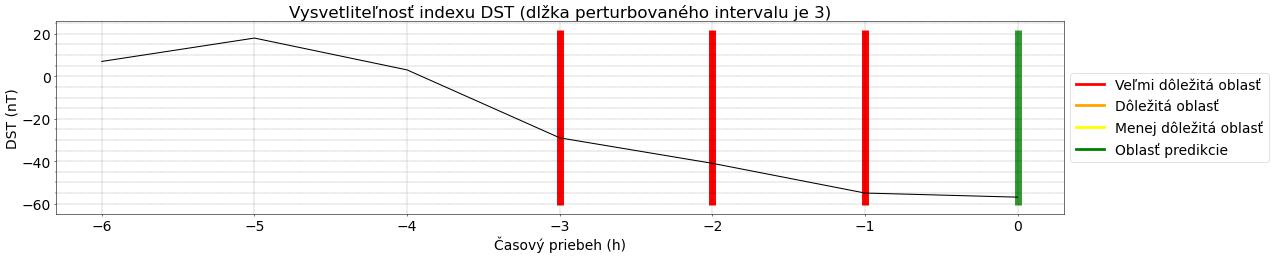 Vysvetliteľnosť indexu DST (dĺžka perturbovaného intervalu je 3)
DST (nT)
20
0
−20
−40
−60
−6 −5 −4 −3 −2 −1 0
Časový priebeh (h)
Veľmi dôležitá oblasť
Dôležitá oblasť
Menej dôležitá oblasť
Oblasť predikcie